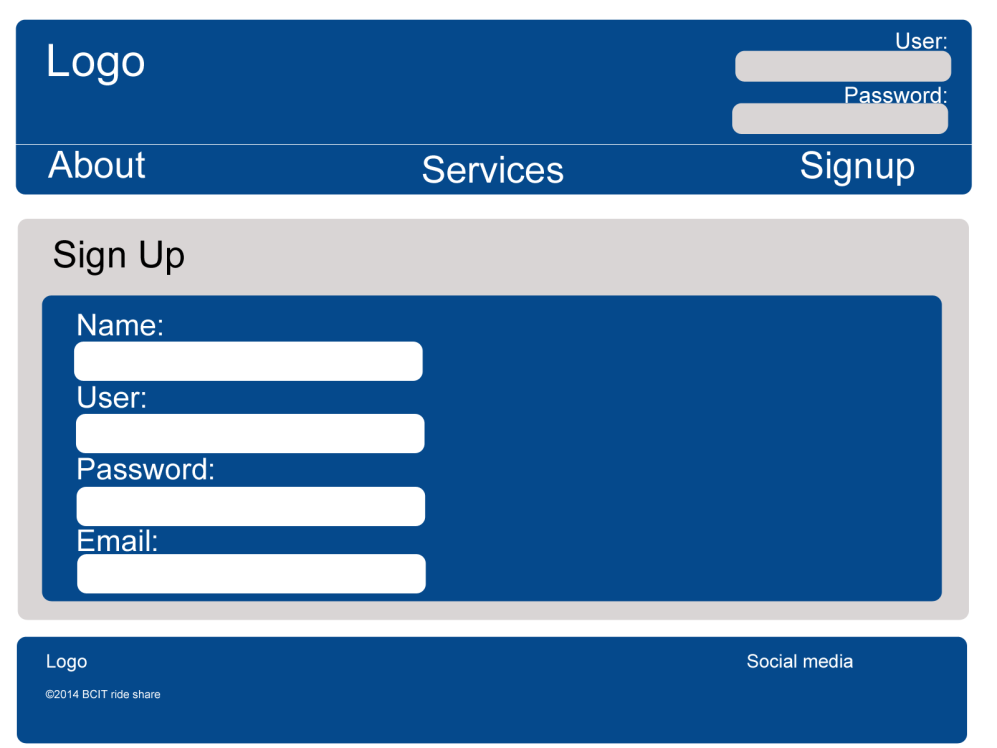 Logo
User:
Password:
About
Services
Signup
Sign Up
Name:
User:
Password:
Email:
Logo
Social media
©2014 BCIT ride share